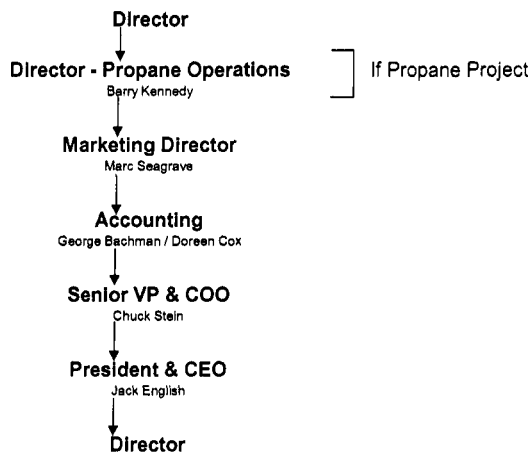 Director
Director - Propane Operations
Barry Kennedy
If Propane Project
Marketing Director
Marc Seagrave
Accounting
George Bachman / Doreen Cox
Senior VP & COO
Chuck Stein
President & CEO
Jack English
Director